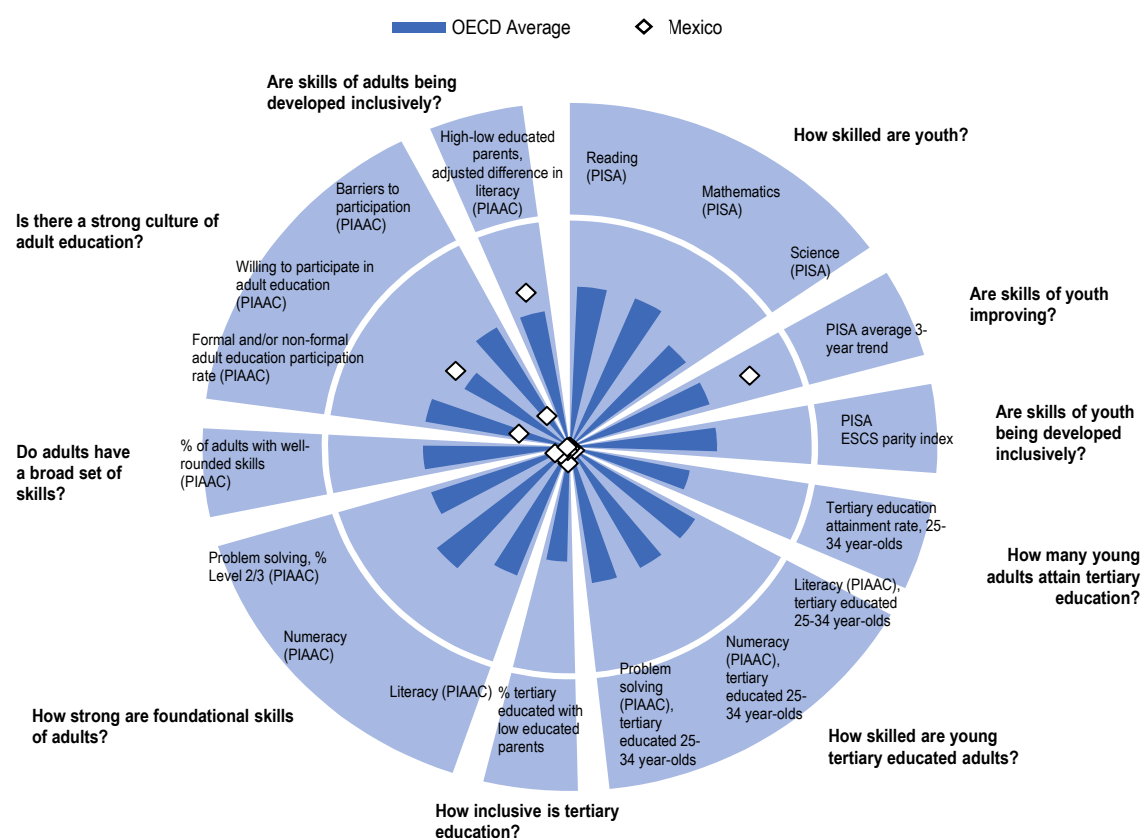 OECD Average
Mexico
Are skills of adults being
developed inclusively?
High-low educated
parents,
adjusted difference in
literacy
(PIAAC)
How skilled are youth?
Reading
(PISA)
Mathematics
(PISA)
Science
(PISA)
Are skills of youth
improving?
PISA average 3-
year trend
Are skills of youth
being developed
inclusively?
PISA
ESCS parity index
Tertiary education
attainment rate, 25-
34 year-olds
How many young
adults attain tertiary
education?
Literacy (PIAAC),
tertiary educated
25-34 year-olds
Numeracy
(PIAAC),
tertiary
educated 25-
34 year-olds
Problem
solving
(PIAAC),
tertiary
educated 25-
34 year-olds
How skilled are young
tertiary educated adults?
% tertiary
educated with
low educated
parents
How inclusive is tertiary
education?
Literacy (PIAAC)
Numeracy
(PIAAC)
Problem solving, %
Level 2/3 (PIAAC)
How strong are foundational skills
of adults?
% of adults with well-
rounded skills
(PIAAC)
Do adults have
a broad set of
skills?
Formal and/or non-formal
adult education participation
rate (PIAAC)
Willing to participate in
adult education
(PIAAC)
Barriers to
participation
(PIAAC)
Is there a strong culture of
adult education?